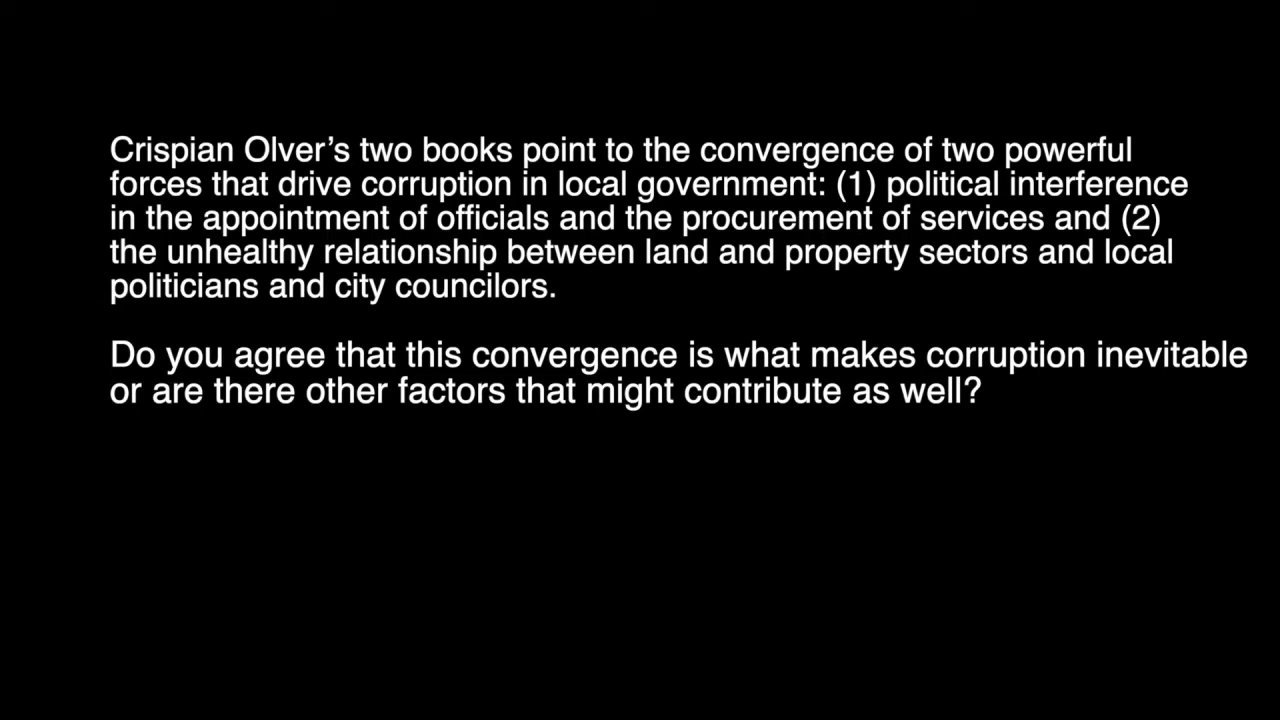 Crispian Olver’s two books point to the convergence of two powerful
forces that drive corruption in local government: (1) political interference
in the appointment of officials and the procurement of services and (2)
the unhealthy relationship between land and property sectors and local
politicians and city councilors.
Do you agree that this convergence is what makes corruption inevitable
or are there other factors that might contribute as well?